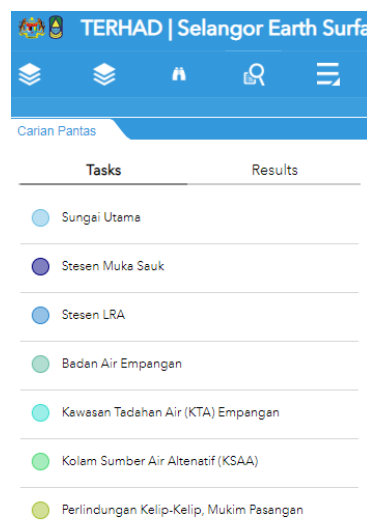 TERHAD | Selangor Earth Surfa
Carian Pantas
Tasks Results
Sungai Utama
Stesen Muka Sauk
Stesen LRA
Badan Air Empangan
Kawasan Tadahan Air (KTA) Empangan
Kolam Sumber Air Altenatif (KSAA)
Perlindungan Kelip-Kelip, Mukim Pasangan